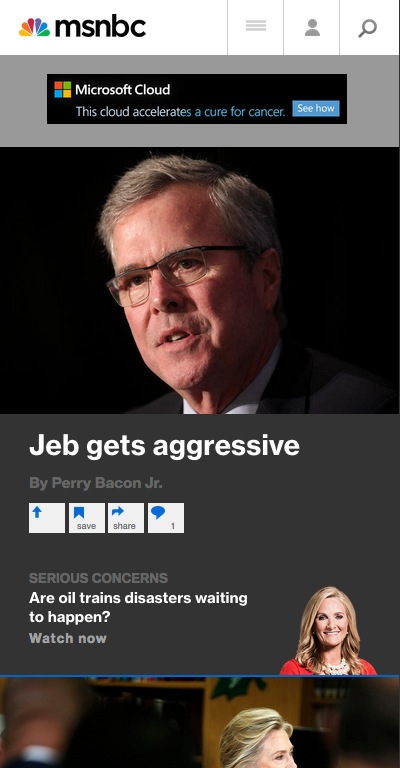 msnbc
Microsoft Cloud
This cloud accelerates a cure for cancer. See how
Jeb gets aggressive
By Perry Bacon Jr.
save share 1
SERIOUS CONCERNS
Are oil trains disasters waiting
to happen?
Watch now